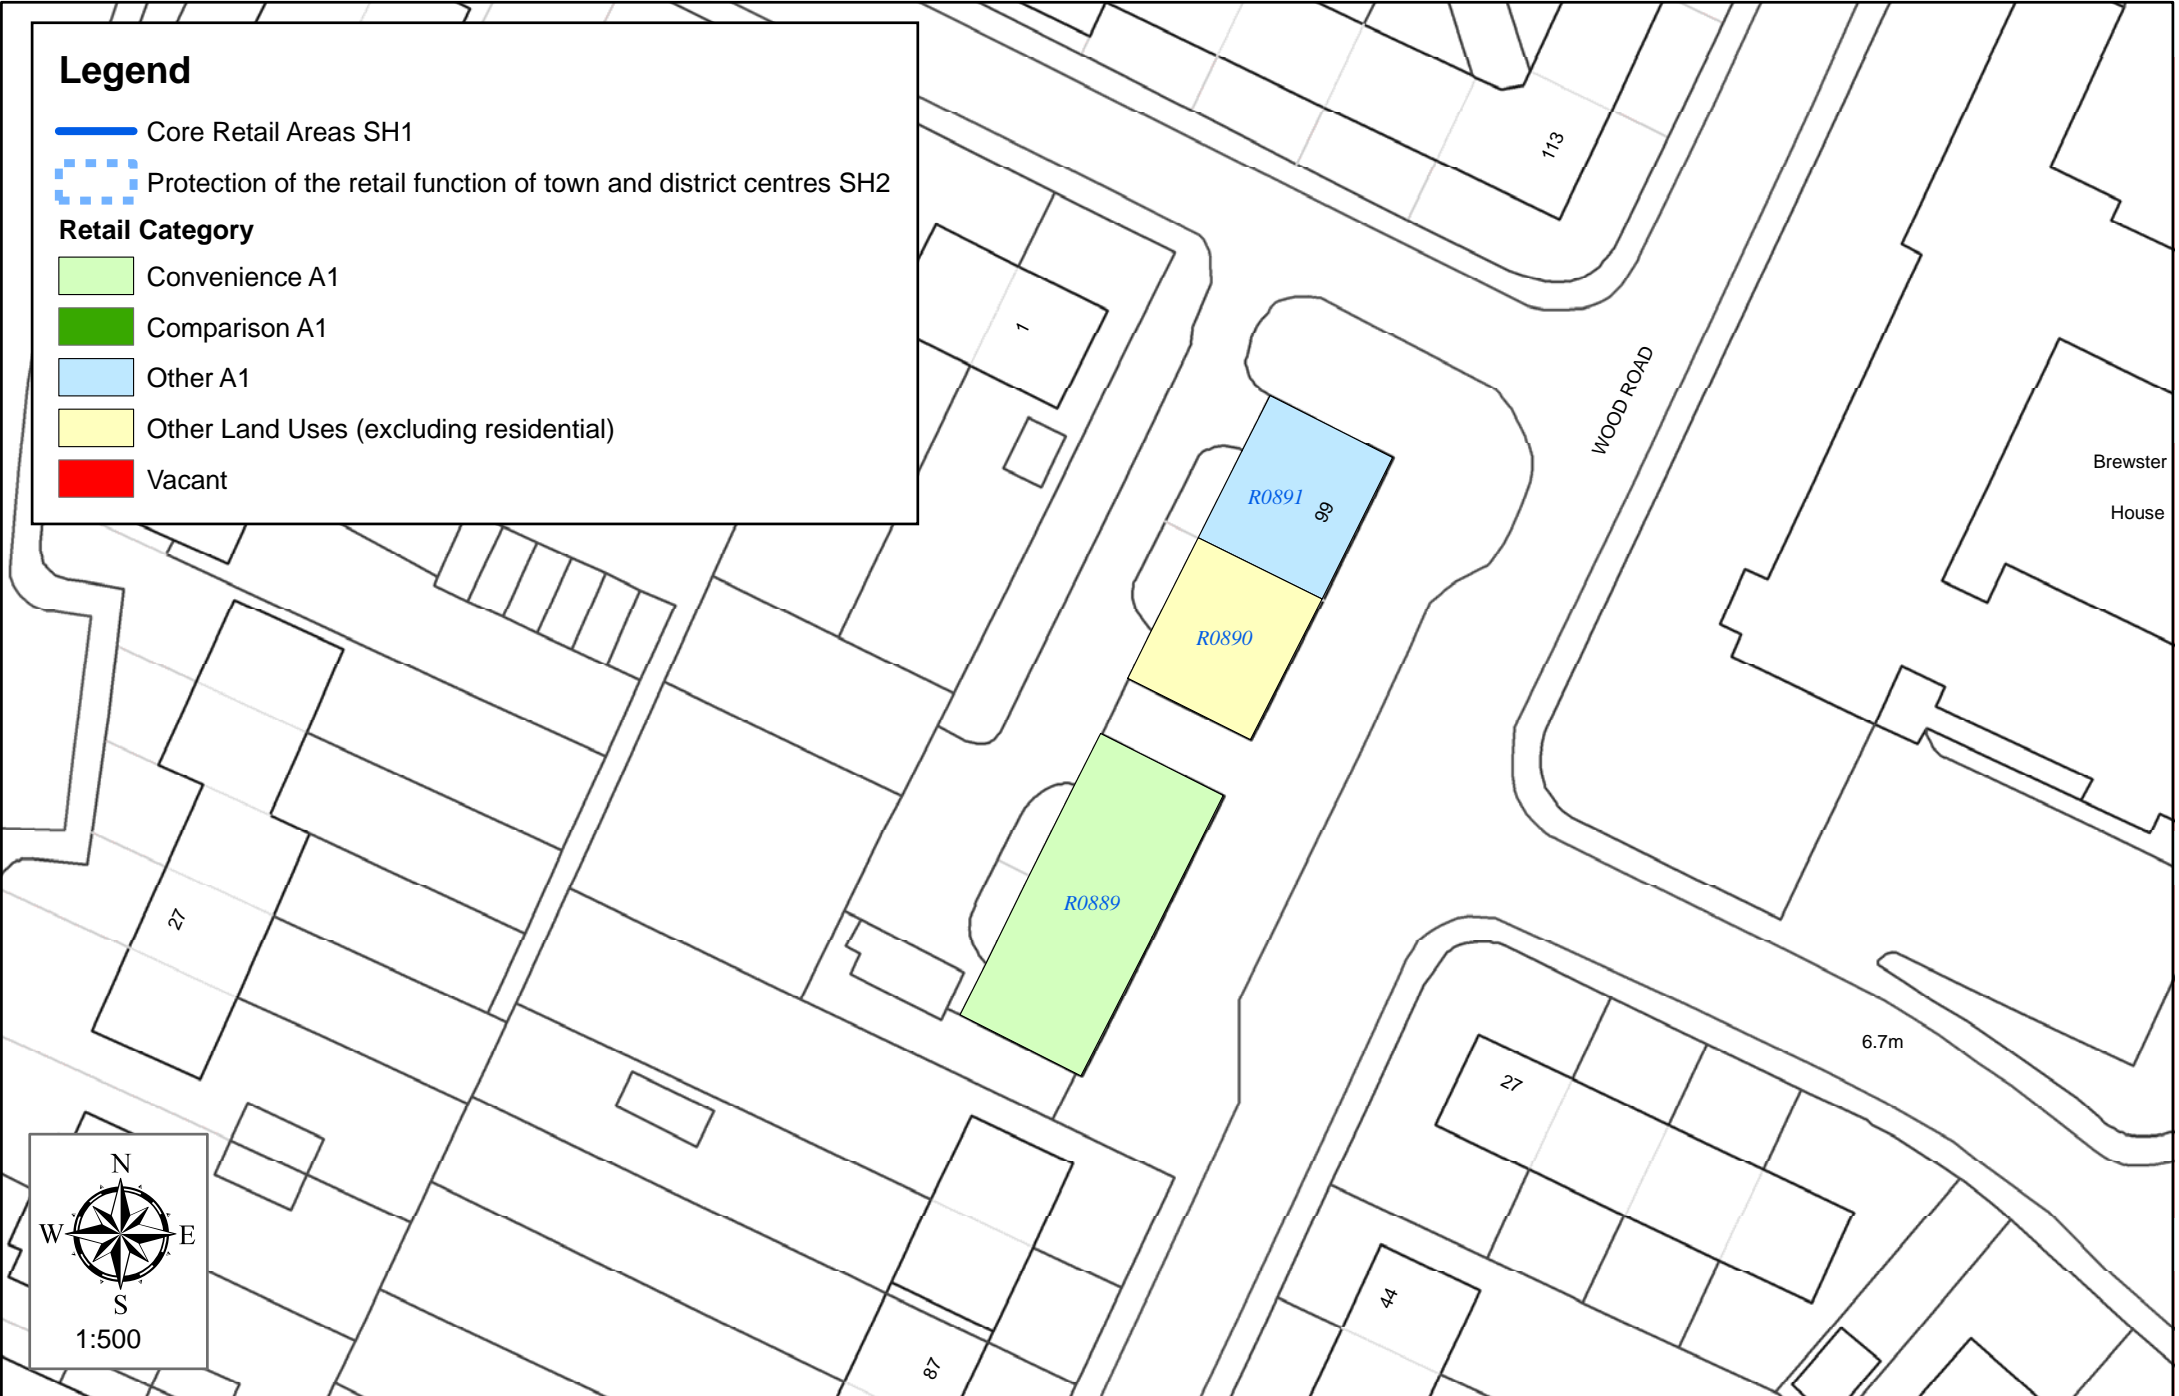 Legend
Core Retail Areas SH1
Protection of the retail function of town and district centres SH2
Retail Category
Convenience A1
Comparison A1
Other A1
Other Land Uses (excluding residential)
Vacant
113
1
WOOD ROAD
Brewster
House
R0891
99
R0890
R0889
27
6.7m
27
44
87
N
W E
S
1:500